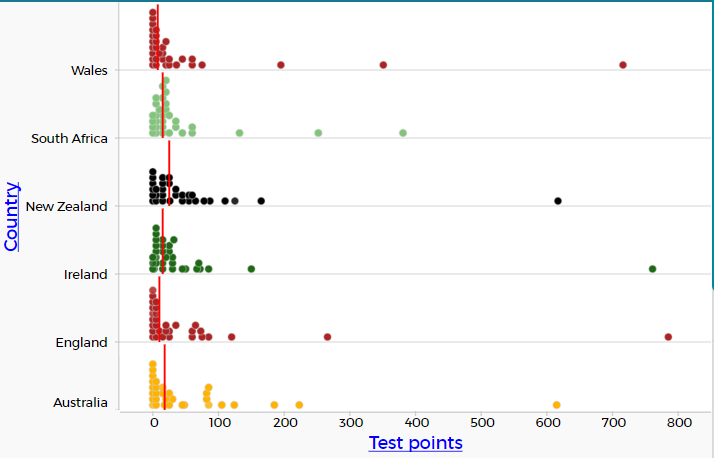 Wales
South Africa
New Zealand
Ireland
England
Australia
Country
0 100 200 300 400 500 600 700 800
Test points